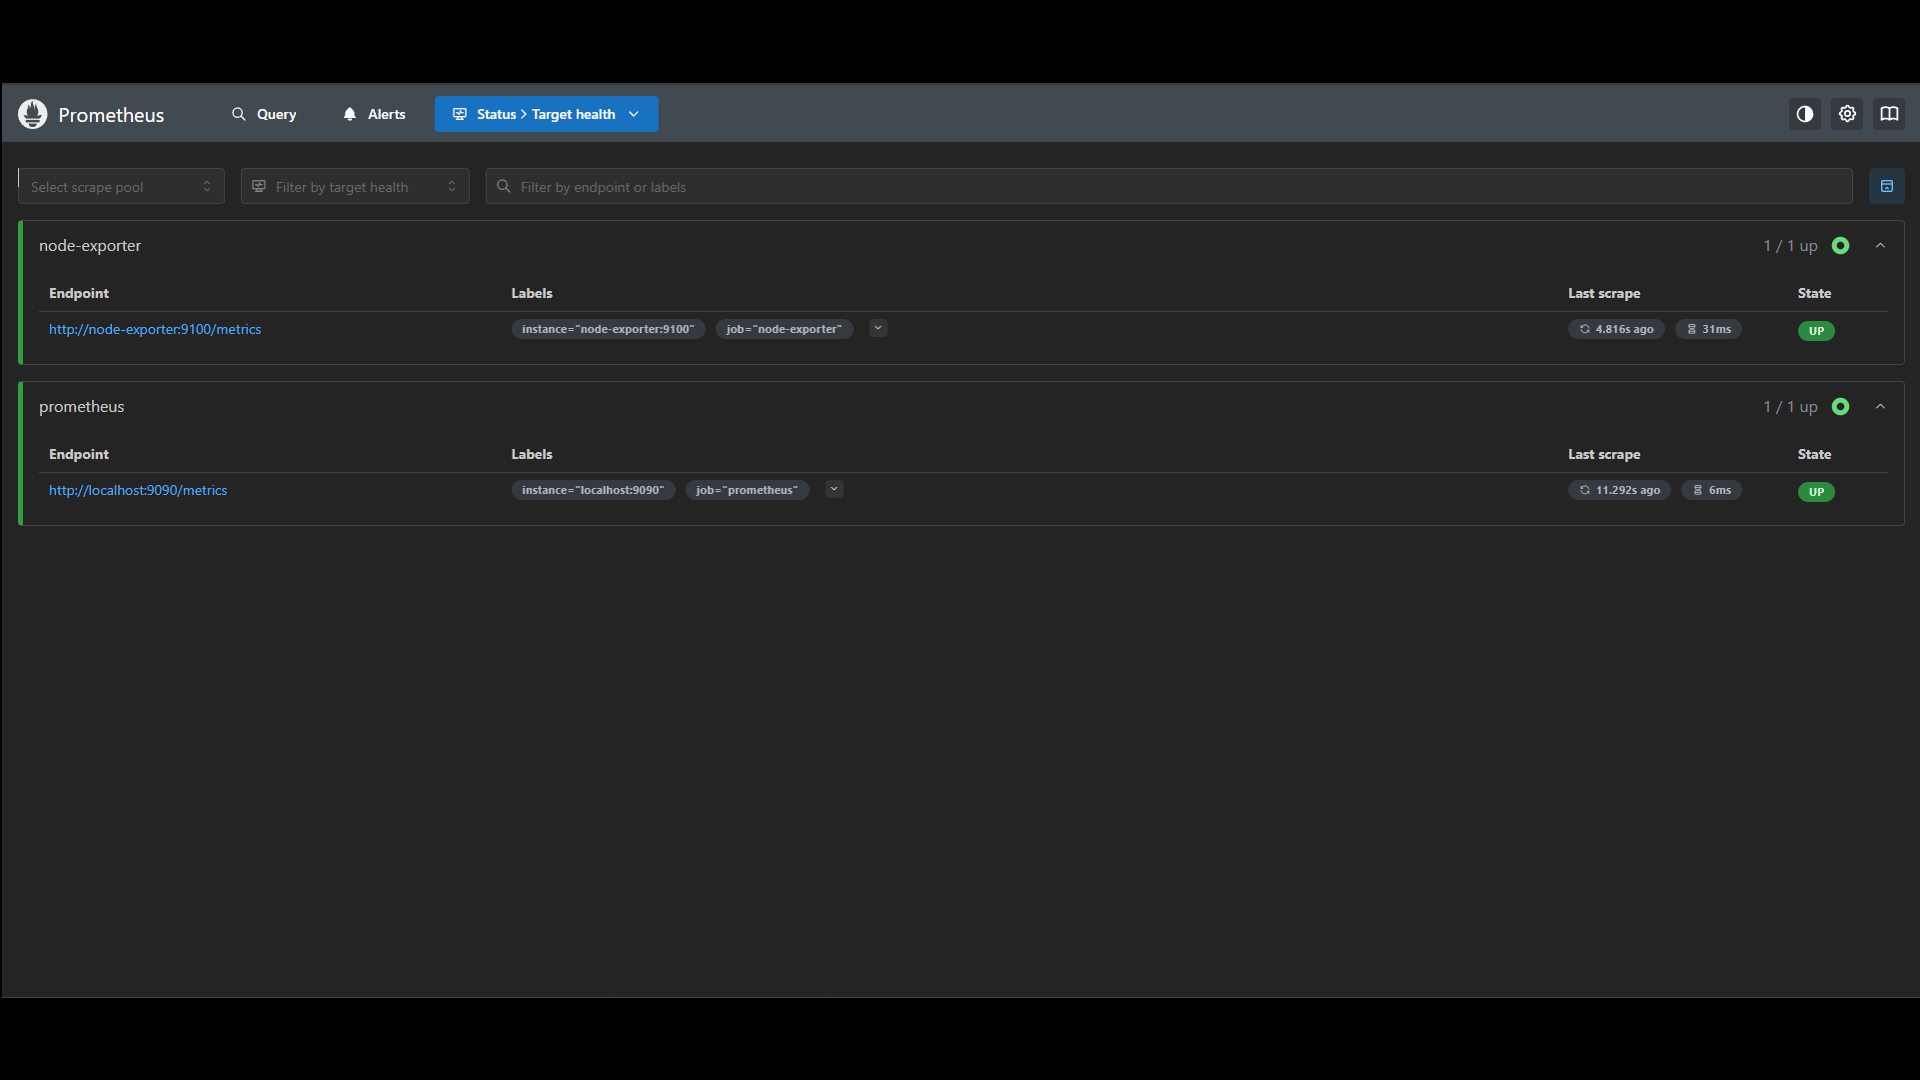 Prometheus Query Alerts Status > Target health
Select scrape pool Filter by target health Filter by endpoint or labels
node-exporter 1 / 1 up
Endpoint Labels Last scrape State
http://node-exporter:9100/metrics instance="node-exporter:9100" job="node-exporter" 4.816s ago 31ms UP
prometheus 1 / 1 up
Endpoint Labels Last scrape State
http://localhost:9090/metrics instance="localhost:9090" job="prometheus" 11.292s ago 6ms UP